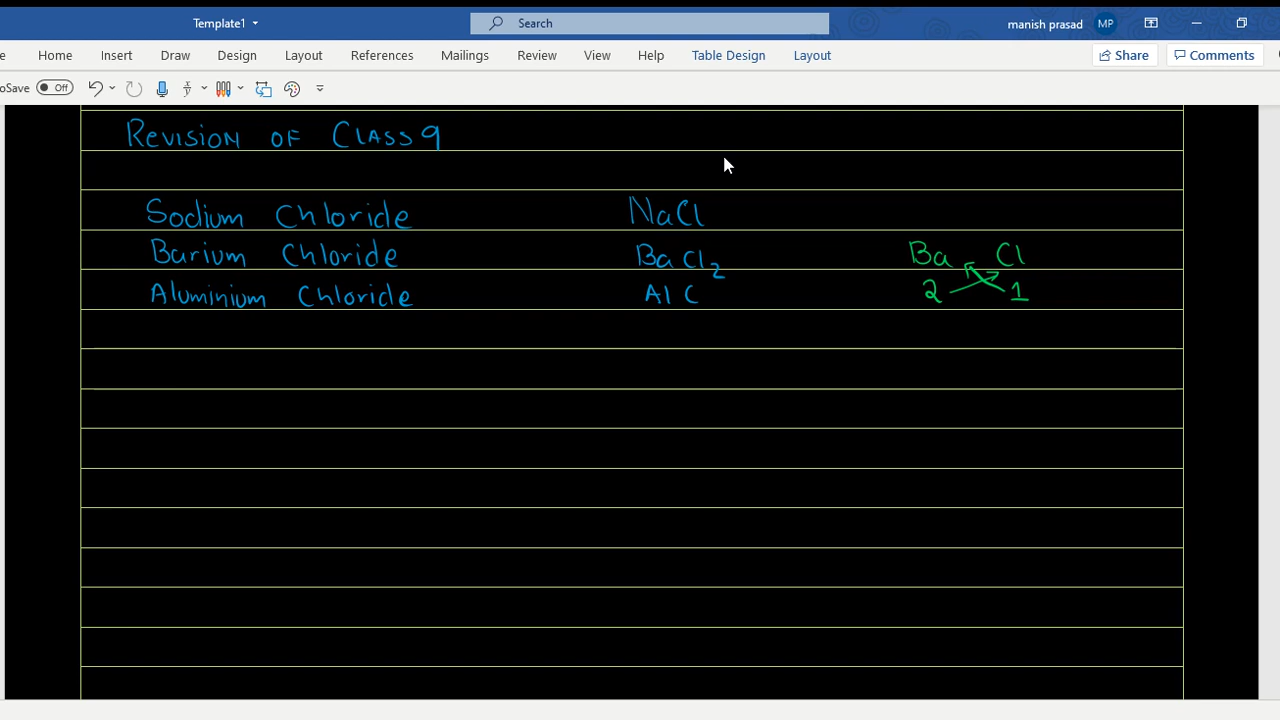 Template1 Search manish prasad MP
Home Insert Draw Design Layout References Mailings Review View Help Table Design Layout Share Comments
oSave Off
REVISION OF CLASS 9
Sodium Chloride NaCl
Barium Chloride BaCl2 Ba Cl
2 1
Aluminium Chloride Al C